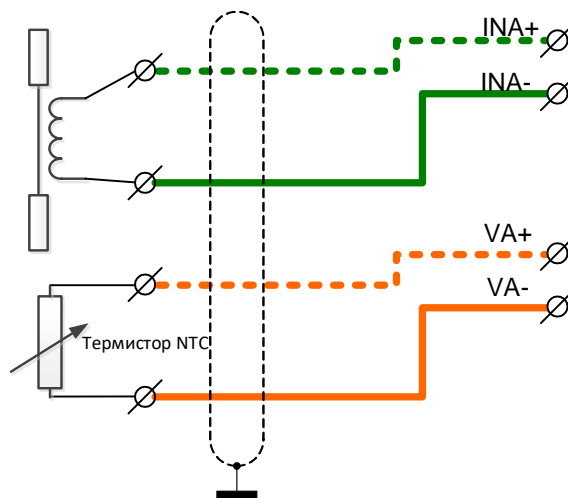 INA+
INA-
VA+
VA-
Термистор NTC